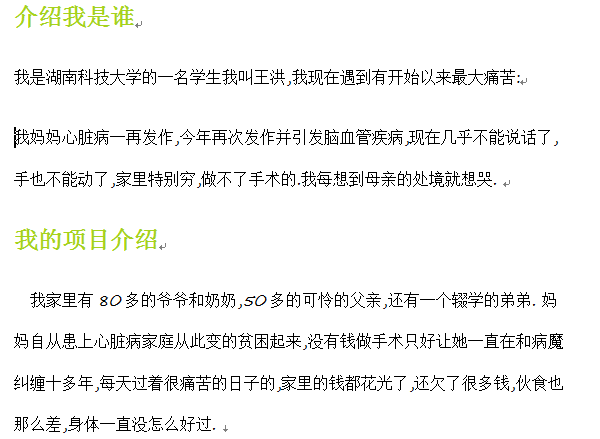 介绍我是谁
我是湖南科技大学的一名学生我叫王洪,我现在遇到有开始以来最大痛苦:
我妈妈心脏病一再发作,今年再次发作并引发脑血管疾病,现在几乎不能说话了,
手也不能动了,家里特别穷,做不了手术的.我每想到母亲的处境就想哭.
我的项目介绍
我家里有 80 多的爷爷和奶奶,50 多的可怜的父亲,还有一个辍学的弟弟. 妈
妈自从患上心脏病家庭从此变的贫困起来,没有钱做手术只好让她一直在和病魔
纠缠十多年,每天过着很痛苦的日子的,家里的钱都花光了,还欠了很多钱,伙食也
那么差,身体一直没怎么好过.